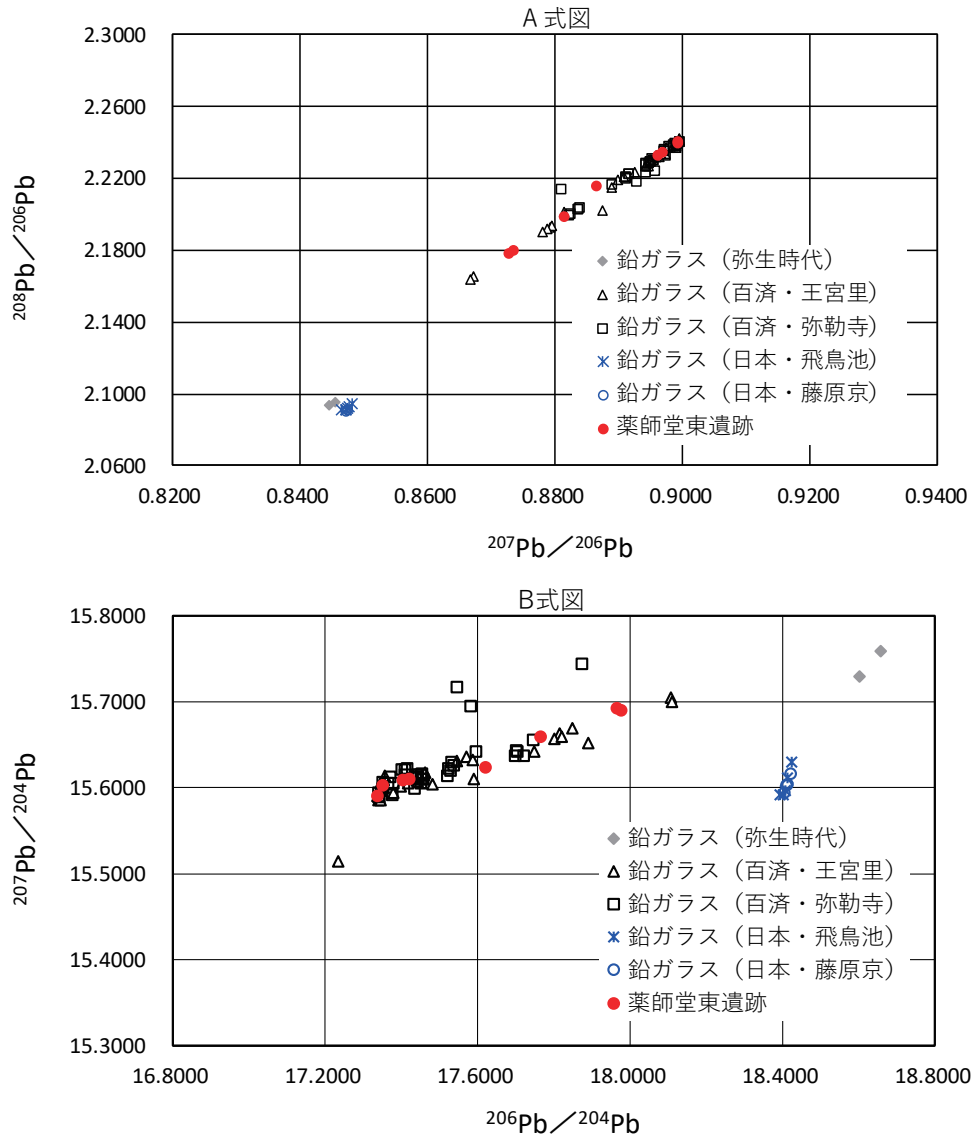 A 式図
2.3000
2.2600
2.2200
2.1800
2.1400
2.1000
2.0600
²⁰⁸Pb／²⁰⁶Pb
鉛ガラス（弥生時代）
鉛ガラス（百済・王宮里）
鉛ガラス（百済・弥勒寺）
鉛ガラス（日本・飛鳥池）
鉛ガラス（日本・藤原京）
薬師堂東遺跡
0.8200 0.8400 0.8600 0.8800 0.9000 0.9200 0.9400
²⁰⁷Pb／²⁰⁶Pb
B式図
15.8000
15.7000
15.6000
15.5000
15.4000
15.3000
²⁰⁷Pb／²⁰⁴Pb
鉛ガラス（弥生時代）
鉛ガラス（百済・王宮里）
鉛ガラス（百済・弥勒寺）
鉛ガラス（日本・飛鳥池）
鉛ガラス（日本・藤原京）
薬師堂東遺跡
16.8000 17.2000 17.6000 18.0000 18.4000 18.8000
²⁰⁶Pb／²⁰⁴Pb